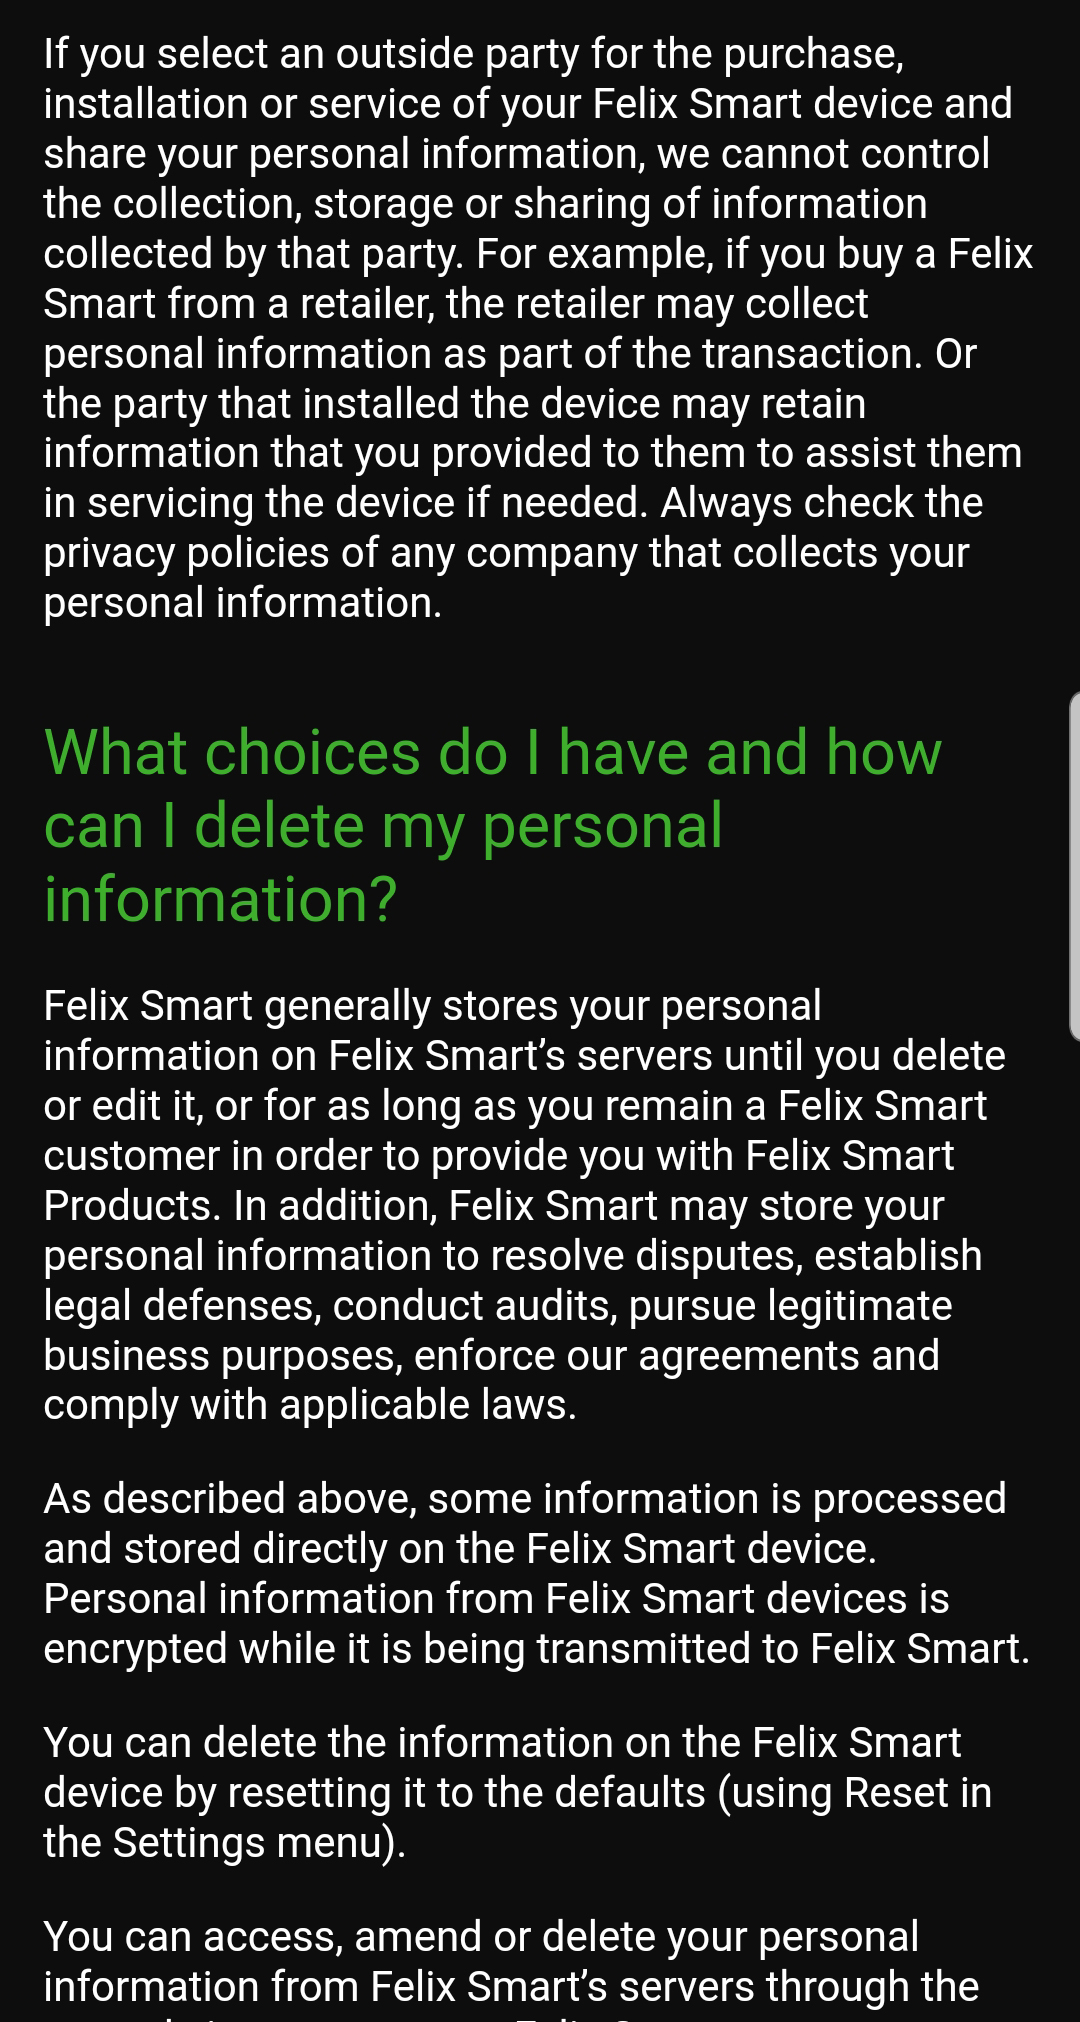 If you select an outside party for the purchase,
installation or service of your Felix Smart device and
share your personal information, we cannot control
the collection, storage or sharing of information
collected by that party. For example, if you buy a Felix
Smart from a retailer, the retailer may collect
personal information as part of the transaction. Or
the party that installed the device may retain
information that you provided to them to assist them
in servicing the device if needed. Always check the
privacy policies of any company that collects your
personal information.
What choices do I have and how
can I delete my personal
information?
Felix Smart generally stores your personal
information on Felix Smart’s servers until you delete
or edit it, or for as long as you remain a Felix Smart
customer in order to provide you with Felix Smart
Products. In addition, Felix Smart may store your
personal information to resolve disputes, establish
legal defenses, conduct audits, pursue legitimate
business purposes, enforce our agreements and
comply with applicable laws.
As described above, some information is processed
and stored directly on the Felix Smart device.
Personal information from Felix Smart devices is
encrypted while it is being transmitted to Felix Smart.
You can delete the information on the Felix Smart
device by resetting it to the defaults (using Reset in
the Settings menu).
You can access, amend or delete your personal
information from Felix Smart’s servers through the